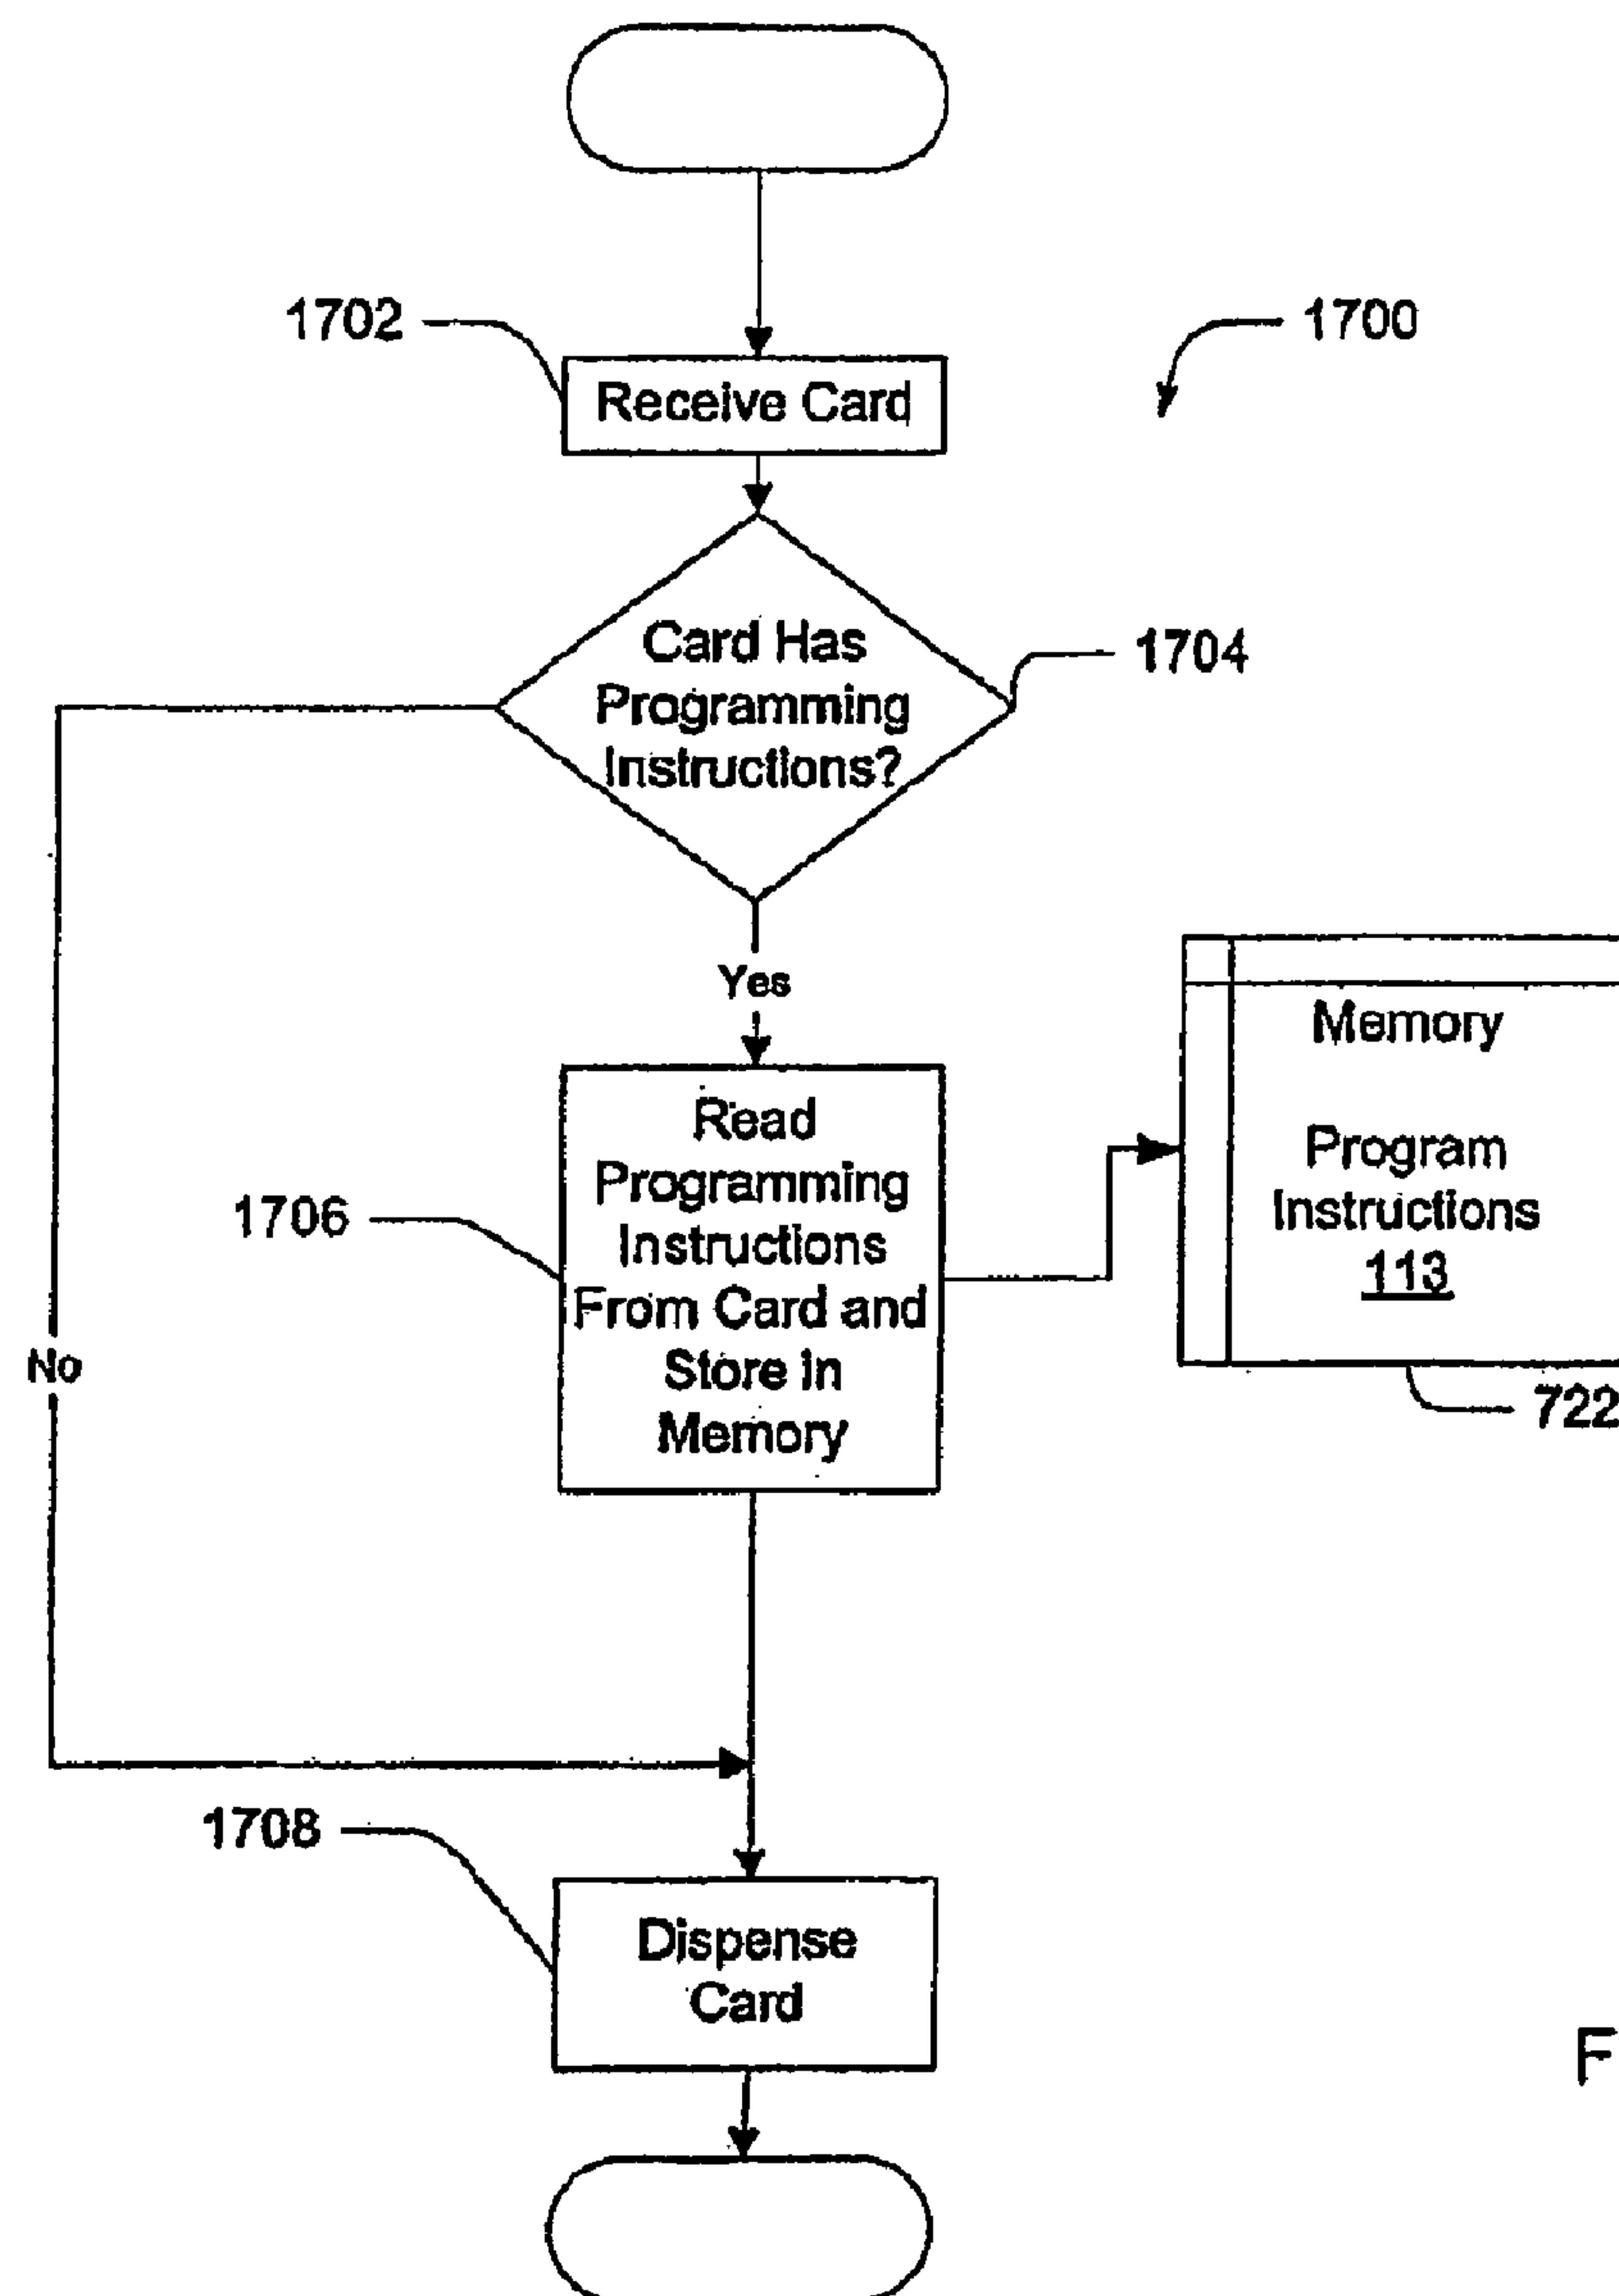 1702
1700
Receive Card
Card Has
Programming
Instructions?
1704
Yes
Memory
Program
Instructions
113
722
Read
Programming
Instructions
From Card and
Store in
Memory
1706
No
1708
Dispense
Card
F